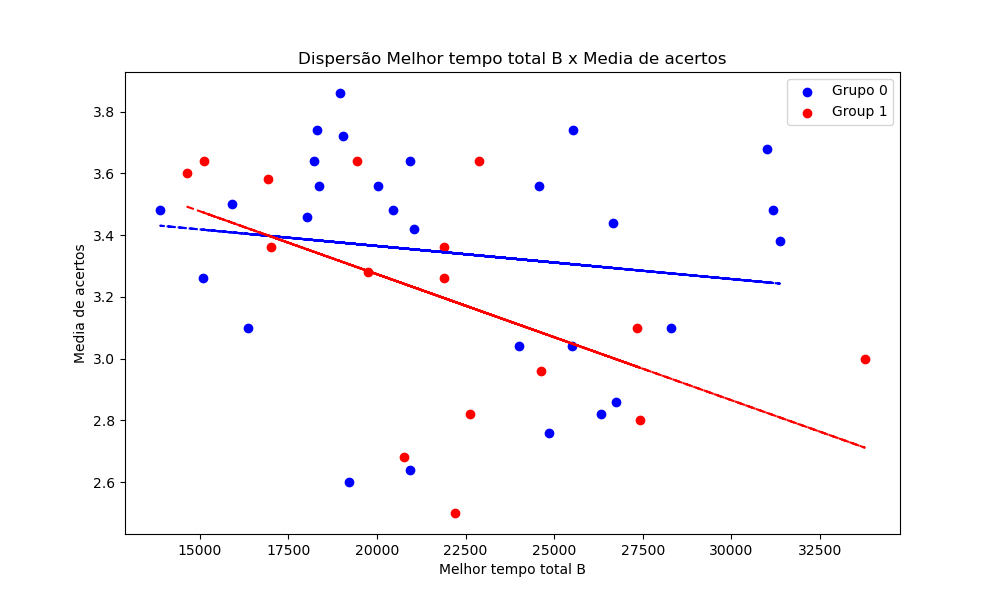 Dispersão Melhor tempo total B x Media de acertos
Grupo 0
Group 1
Media de acertos
3.8
3.6
3.4
3.2
3.0
2.8
2.6
15000 17500 20000 22500 25000 27500 30000 32500
Melhor tempo total B